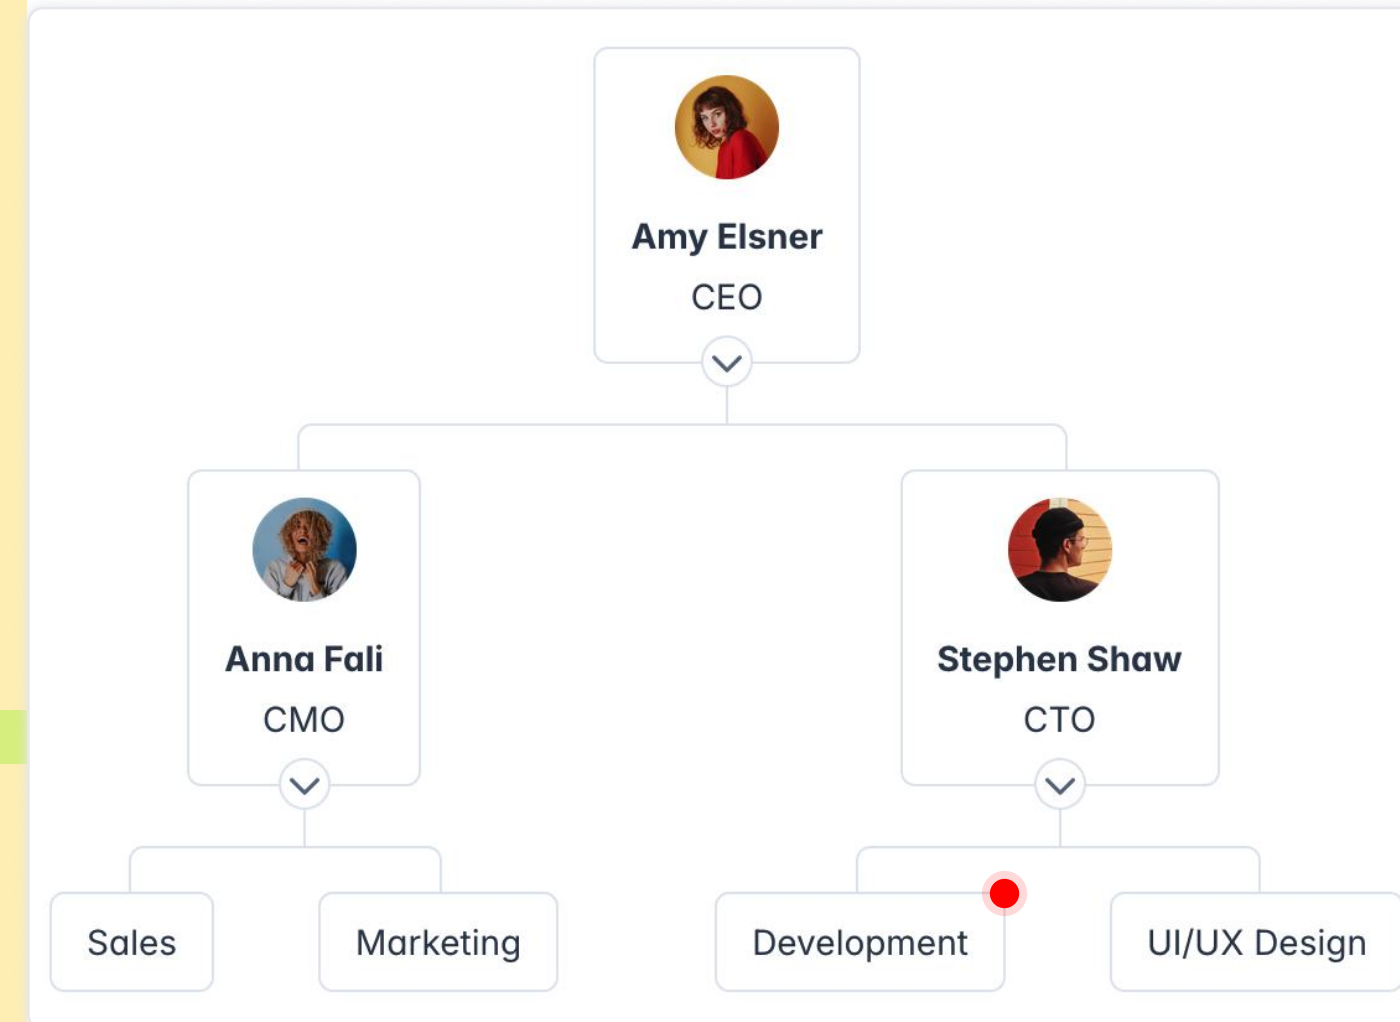 Amy Elsner
CEO
Anna Fali
CMO
Stephen Shaw
CTO
Sales
Marketing
Development
UI/UX Design